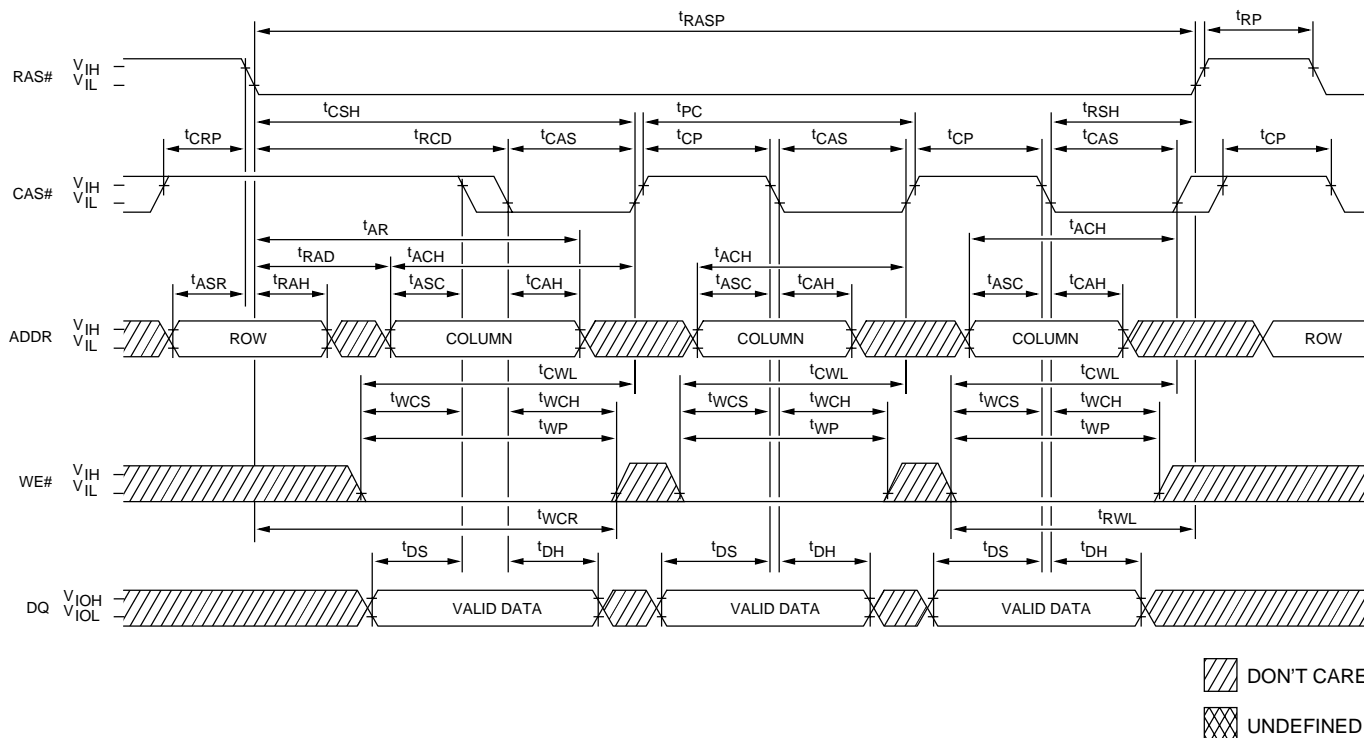 tRASP tRP
RAS# VIH
VIL
tCSH tPC tRSH
tCRP tRCD tCAS tCP tCAS tCP tCAS tCP
CAS# VIH
VIL
tAR tACH
tRAD tACH tACH
tASR tRAH tASC tCAH tASC tCAH tASC tCAH
ADDR VIH
VIL
ROW COLUMN COLUMN COLUMN ROW
tCWL tCWL tCWL
tWCS tWCH tWCS tWCH tWCS tWCH
tWP tWP tWP
WE# VIH
VIL
tWCR tRWL
tDS tDH tDS tDH tDS tDH
DQ VIOH
VIOL
VALID DATA VALID DATA VALID DATA
DON'T CARE
UNDEFINED